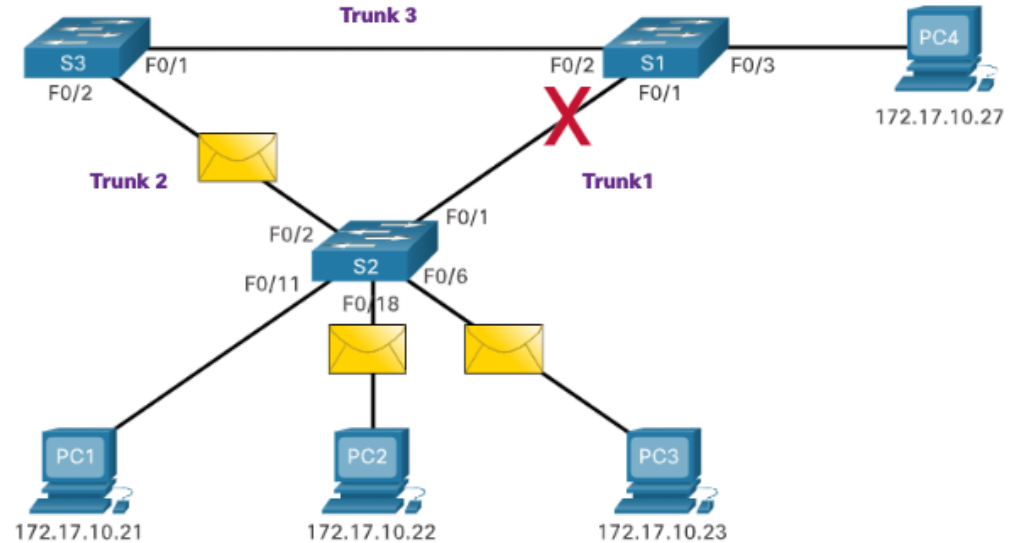 Trunk 3
S3
F0/1
F0/2
S1
F0/3
PC4
F0/2
F0/1
172.17.10.27
Trunk 2
Trunk1
F0/1
F0/2
S2
F0/6
F0/11
F0/18
PC1
PC2
PC3
172.17.10.21
172.17.10.22
172.17.10.23